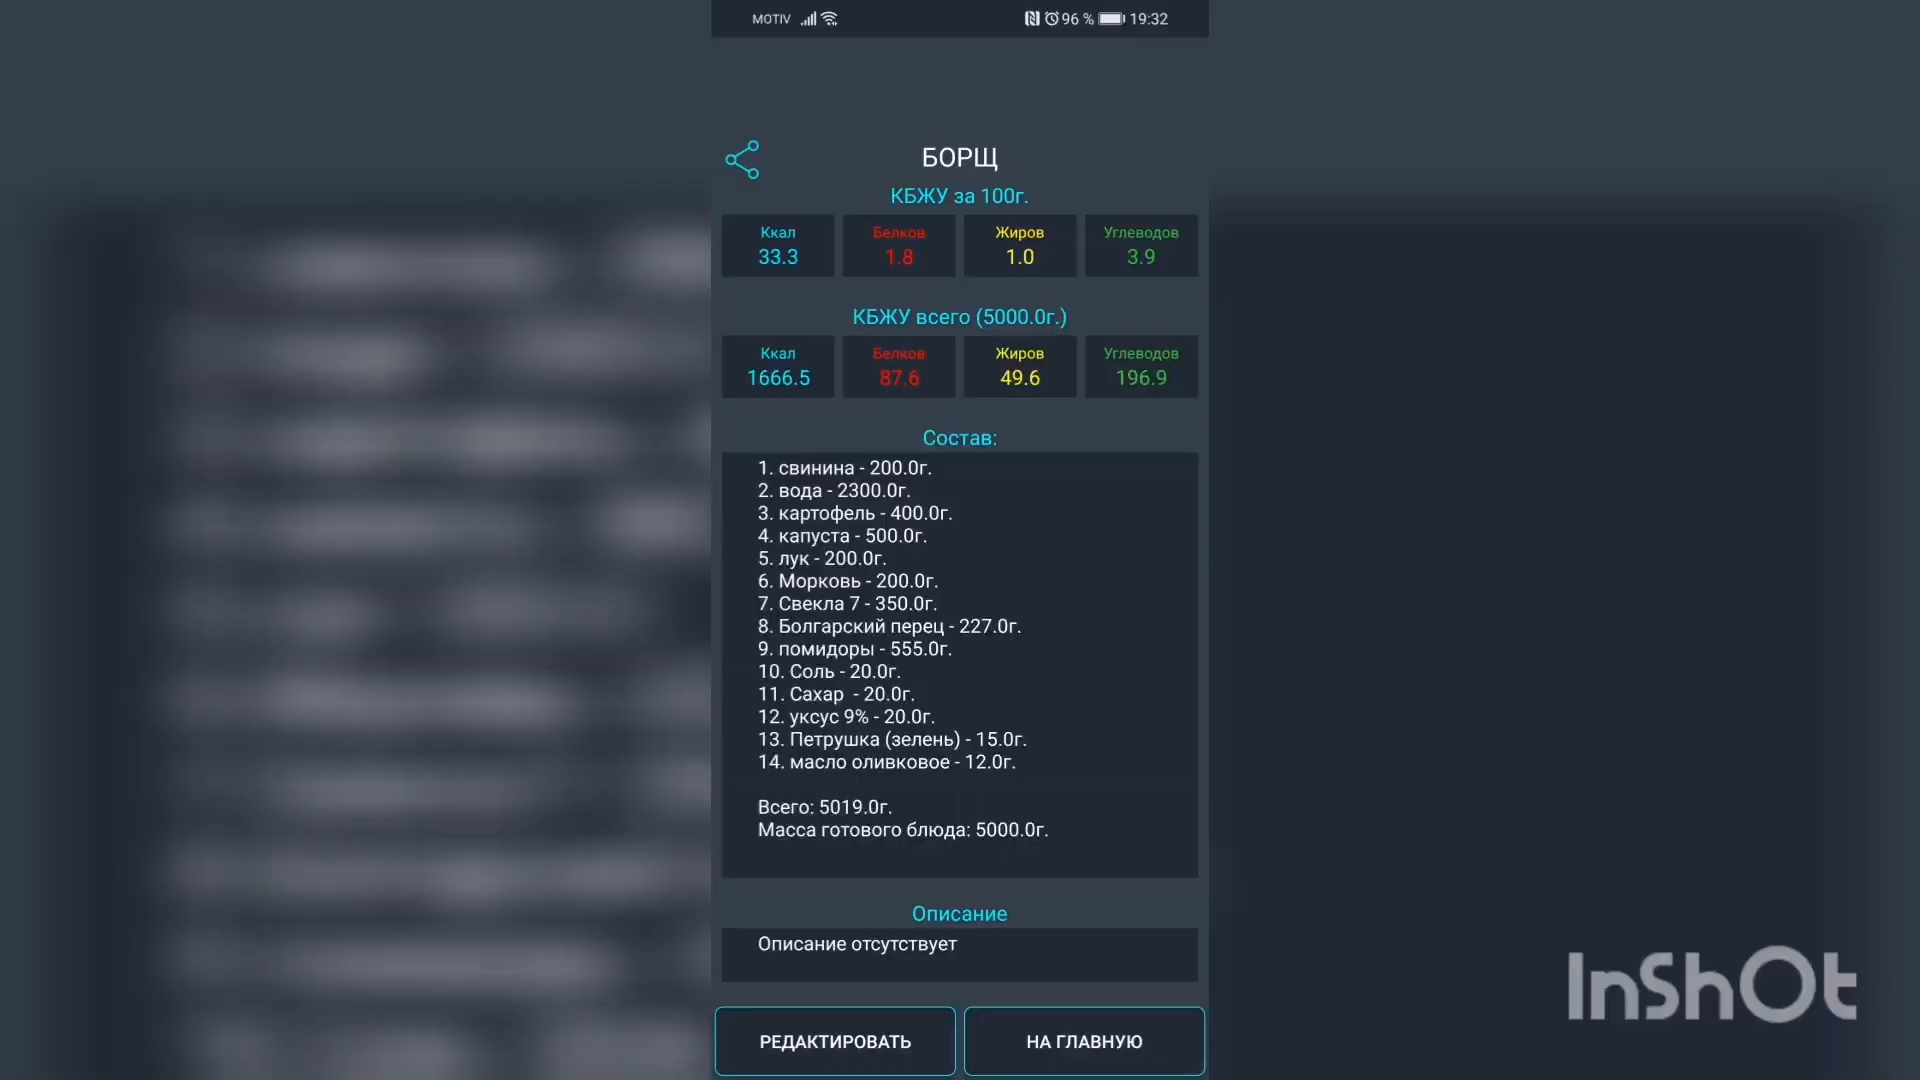 MOTIV 96 % 19:32
БОРЩ
КБЖУ за 100г.
Ккал Белков Жиров Углеводов
33.3 1.8 1.0 3.9
КБЖУ всего (5000.0г.)
Ккал Белков Жиров Углеводов
1666.5 87.6 49.6 196.9
Состав:
1. свинина - 200.0г.
2. вода - 2300.0г.
3. картофель - 400.0г.
4. капуста - 500.0г.
5. лук - 200.0г.
6. Морковь - 200.0г.
7. Свекла 7 - 350.0г.
8. Болгарский перец - 227.0г.
9. помидоры - 555.0г.
10. Соль - 20.0г.
11. Сахар - 20.0г.
12. уксус 9% - 20.0г.
13. Петрушка (зелень) - 15.0г.
14. масло оливковое - 12.0г.
Всего: 5019.0г.
Масса готового блюда: 5000.0г.
Описание
Описание отсутствует
РЕДАКТИРОВАТЬ НА ГЛАВНУЮ
InShOt